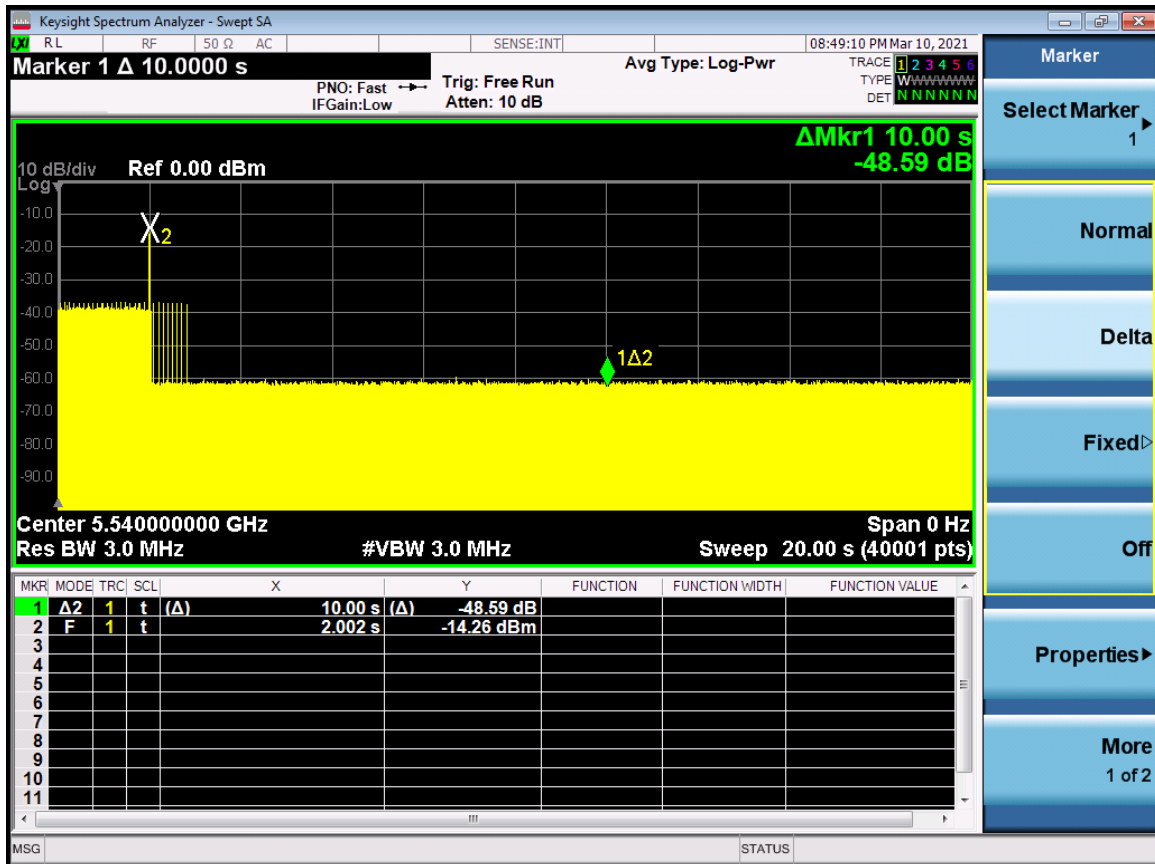 Keysight Spectrum Analyzer - Swept SA
LXI RL RF 50 Ω AC SENSE:INT 08:49:10 PM Mar 10, 2021
Marker 1 Δ 10.0000 s
PNO: Fast
IFGain:Low
Trig: Free Run
Atten: 10 dB
Avg Type: Log-Pwr
TRACE 1 2 3 4 5 6
TYPE WWWWWW
DET N N N N N N
ΔMkr1 10.00 s
-48.59 dB
10 dB/div Ref 0.00 dBm
Log
-10.0
-20.0
-30.0
-40.0
-50.0
-60.0
-70.0
-80.0
-90.0
X2
1Δ2
Center 5.540000000 GHz Span 0 Hz
Res BW 3.0 MHz #VBW 3.0 MHz Sweep 20.00 s (40001 pts)
MKR MODE TRC SCL X Y FUNCTION FUNCTION WIDTH FUNCTION VALUE
1 Δ2 1 t (Δ) 10.00 s (Δ) -48.59 dB
2 F 1 t 2.002 s -14.26 dBm
3
4
5
6
7
8
9
10
11
MSG STATUS
Marker
Select Marker
1
Normal
Delta
Fixed
Off
Properties
More
1 of 2